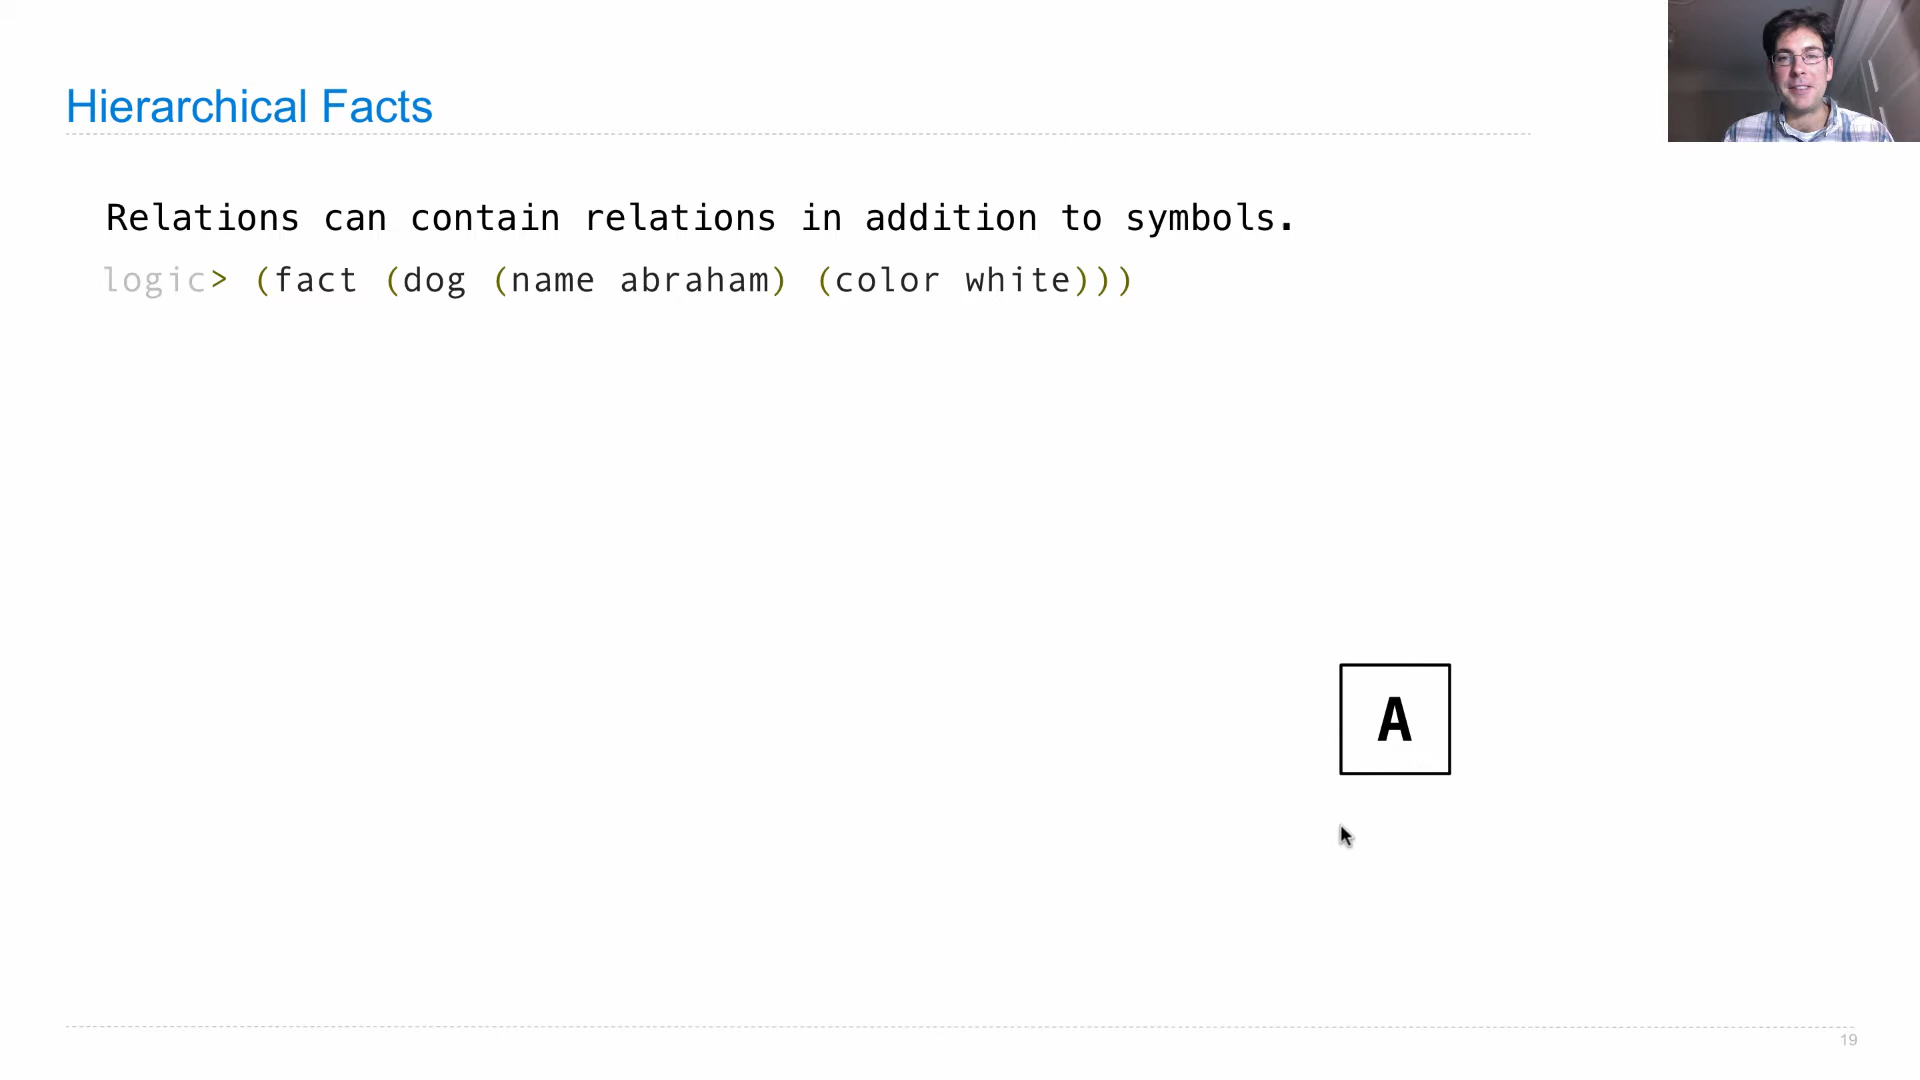 Hierarchical Facts
Relations can contain relations in addition to symbols.
logic> (fact (dog (name abraham) (color white)))
A
19